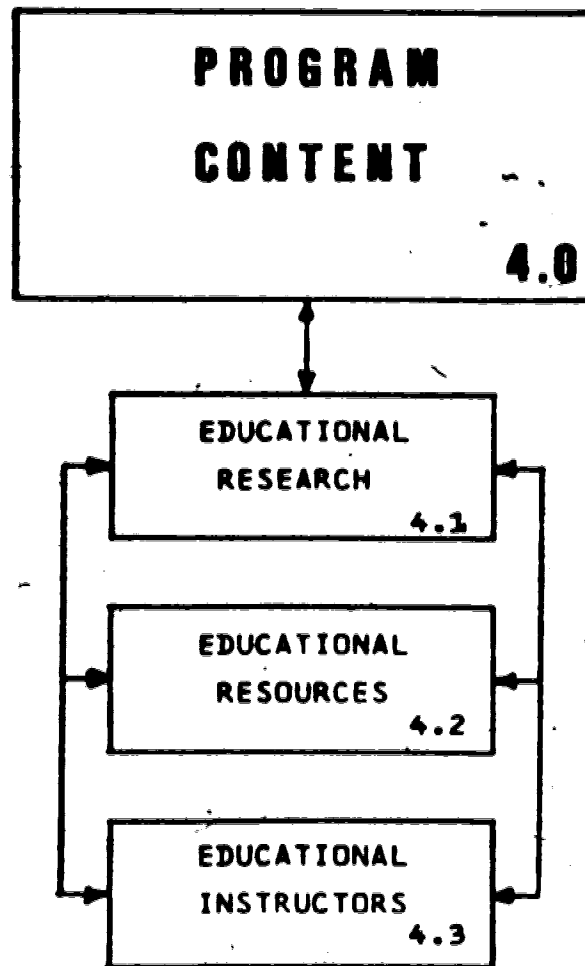 PROGRAM
CONTENT
4.0
EDUCATIONAL
RESEARCH
4.1
EDUCATIONAL
RESOURCES
4.2
EDUCATIONAL
INSTRUCTORS
4.3